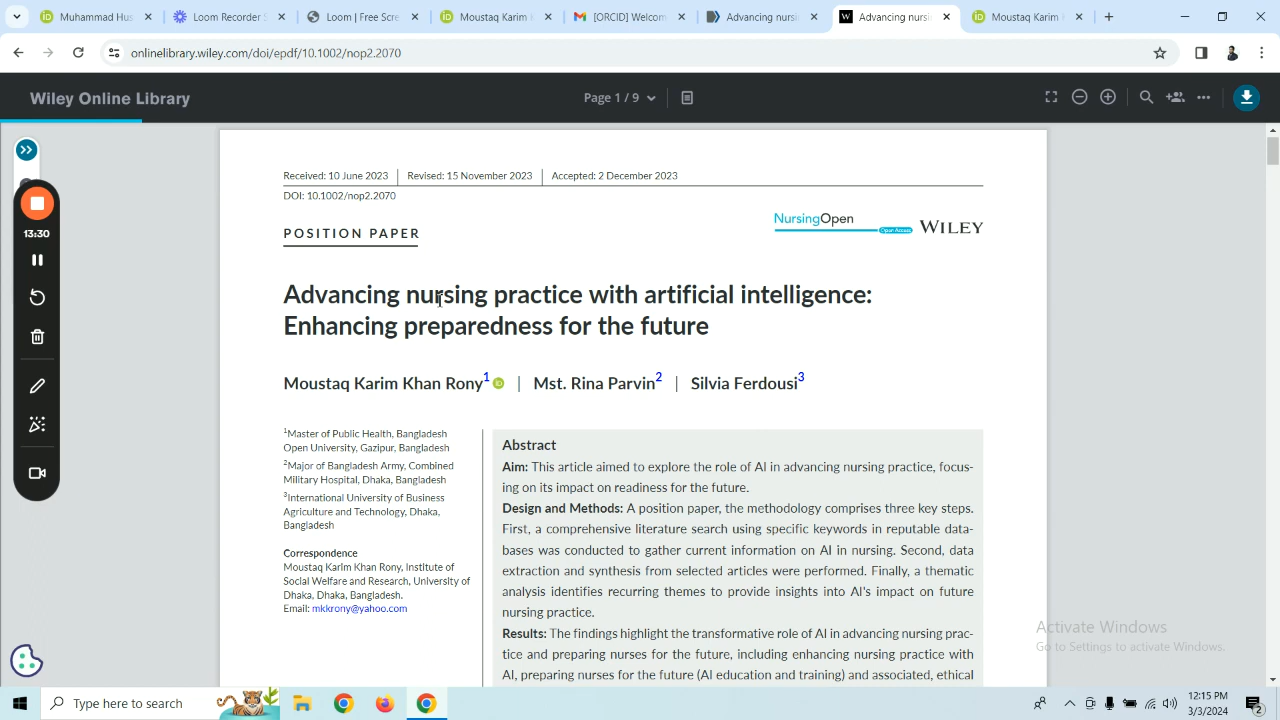 Muhammad Hus
Loom Recorder S
Loom | Free Scre
Moustaq Karim K
[ORCID] Welcom
Advancing nursi
Advancing nursi
Moustaq Karim K
onlinelibrary.wiley.com/doi/epdf/10.1002/nop2.2070
Wiley Online Library
Page 1 / 9
Received: 10 June 2023 | Revised: 15 November 2023 | Accepted: 2 December 2023
DOI: 10.1002/nop2.2070
POSITION PAPER
NursingOpen
Open Access
WILEY
13:30
Advancing nursing practice with artificial intelligence:
Enhancing preparedness for the future
Moustaq Karim Khan Rony1 | Mst. Rina Parvin2 | Silvia Ferdousi3
1Master of Public Health, Bangladesh
Open University, Gazipur, Bangladesh
2Major of Bangladesh Army, Combined
Military Hospital, Dhaka, Bangladesh
3International University of Business
Agriculture and Technology, Dhaka,
Bangladesh
Correspondence
Moustaq Karim Khan Rony, Institute of
Social Welfare and Research, University of
Dhaka, Dhaka, Bangladesh.
Email: mkkrony@yahoo.com
Abstract
Aim: This article aimed to explore the role of AI in advancing nursing practice, focus-
ing on its impact on readiness for the future.
Design and Methods: A position paper, the methodology comprises three key steps.
First, a comprehensive literature search using specific keywords in reputable data-
bases was conducted to gather current information on AI in nursing. Second, data
extraction and synthesis from selected articles were performed. Finally, a thematic
analysis identifies recurring themes to provide insights into AI's impact on future
nursing practice.
Results: The findings highlight the transformative role of AI in advancing nursing prac-
tice and preparing nurses for the future, including enhancing nursing practice with
AI, preparing nurses for the future (AI education and training) and associated, ethical
Activate Windows
Go to Settings to activate Windows.
Type here to search
12:15 PM
3/3/2024
2